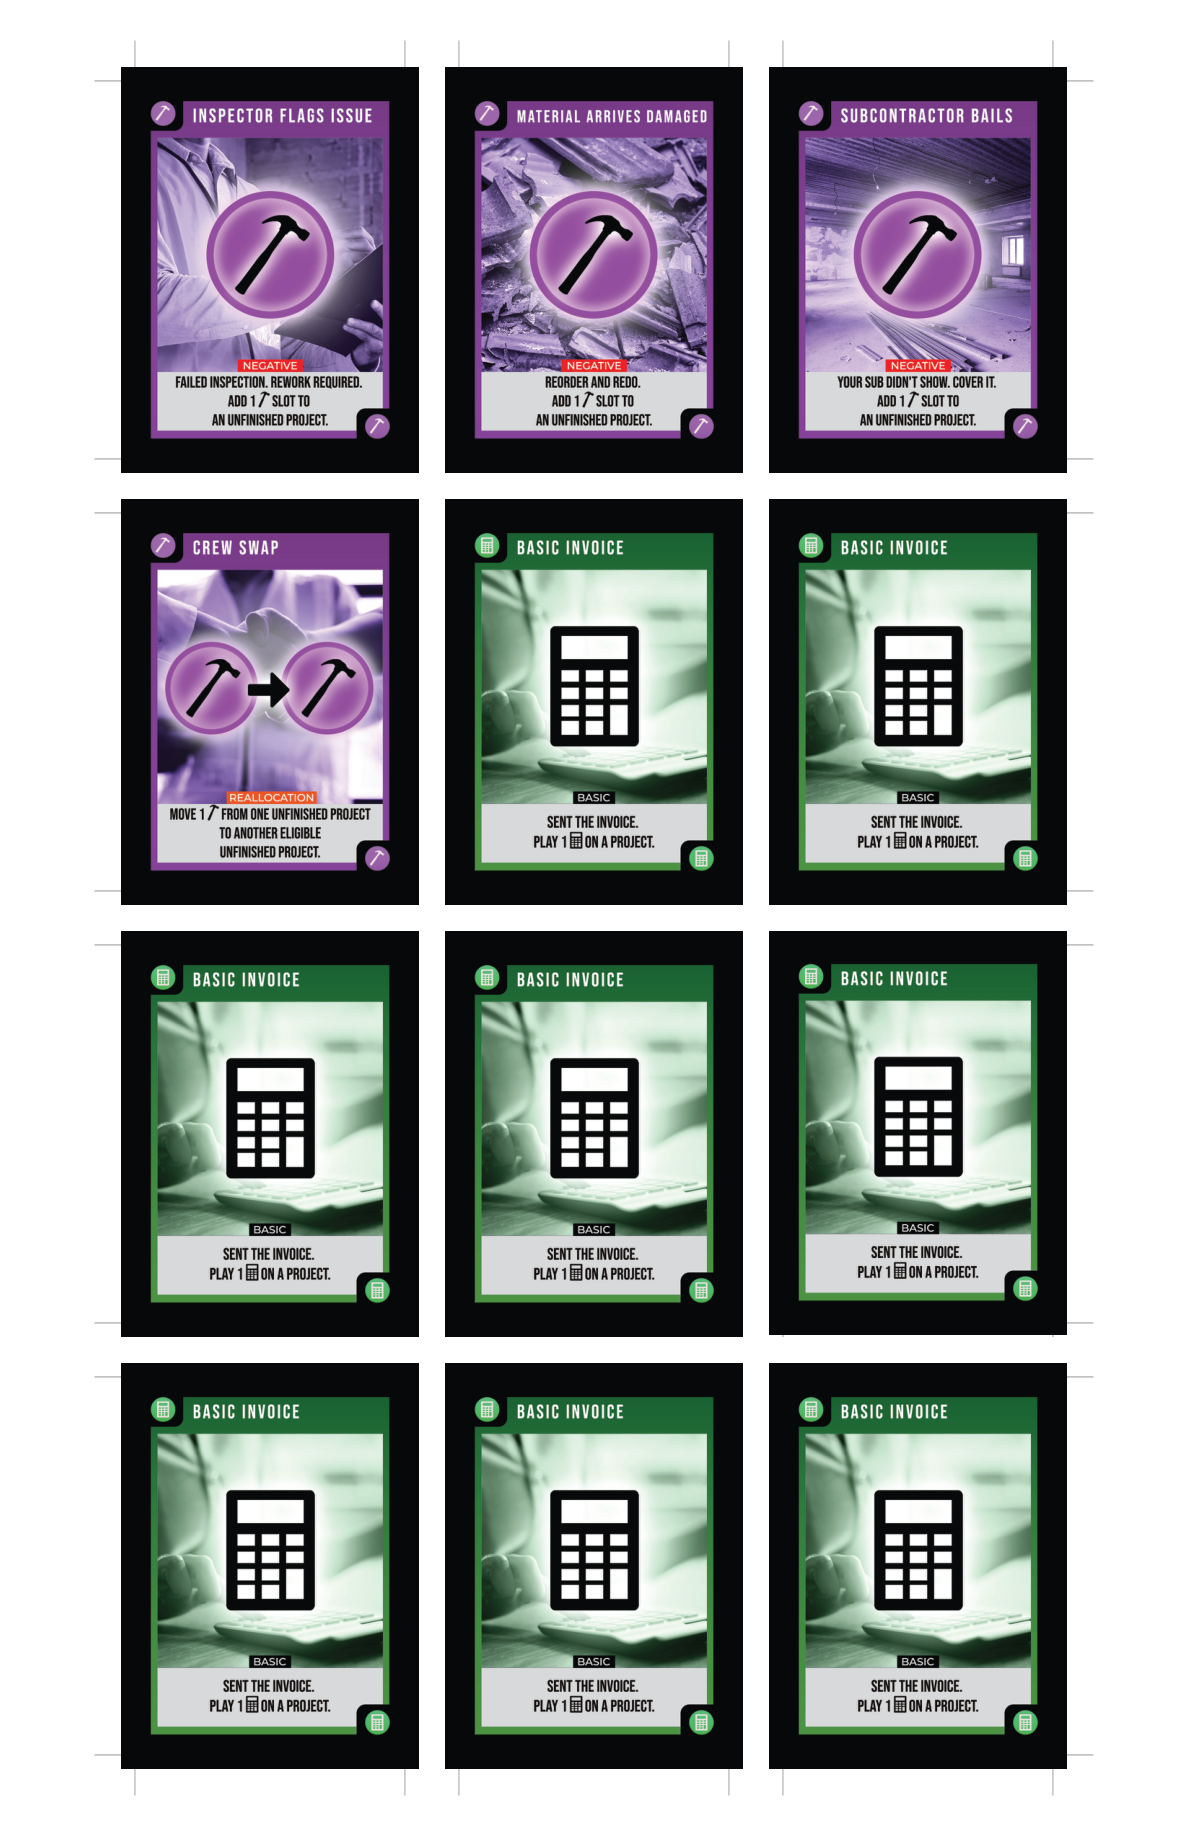 INSPECTOR FLAGS ISSUE
NEGATIVE
FAILED INSPECTION. REWORK REQUIRED.
ADD 1 SLOT TO
AN UNFINISHED PROJECT.
MATERIAL ARRIVES DAMAGED
NEGATIVE
REORDER AND REDO.
ADD 1 SLOT TO
AN UNFINISHED PROJECT.
SUBCONTRACTOR BAILS
NEGATIVE
YOUR SUB DIDN'T SHOW. COVER IT.
ADD 1 SLOT TO
AN UNFINISHED PROJECT.
CREW SWAP
REALLOCATION
MOVE 1 FROM ONE UNFINISHED PROJECT
TO ANOTHER ELIGIBLE
UNFINISHED PROJECT.
BASIC INVOICE
BASIC
SENT THE INVOICE.
PLAY 1 ON A PROJECT.
BASIC INVOICE
BASIC
SENT THE INVOICE.
PLAY 1 ON A PROJECT.
BASIC INVOICE
BASIC
SENT THE INVOICE.
PLAY 1 ON A PROJECT.
BASIC INVOICE
BASIC
SENT THE INVOICE.
PLAY 1 ON A PROJECT.
BASIC INVOICE
BASIC
SENT THE INVOICE.
PLAY 1 ON A PROJECT.
BASIC INVOICE
BASIC
SENT THE INVOICE.
PLAY 1 ON A PROJECT.
BASIC INVOICE
BASIC
SENT THE INVOICE.
PLAY 1 ON A PROJECT.
BASIC INVOICE
BASIC
SENT THE INVOICE.
PLAY 1 ON A PROJECT.